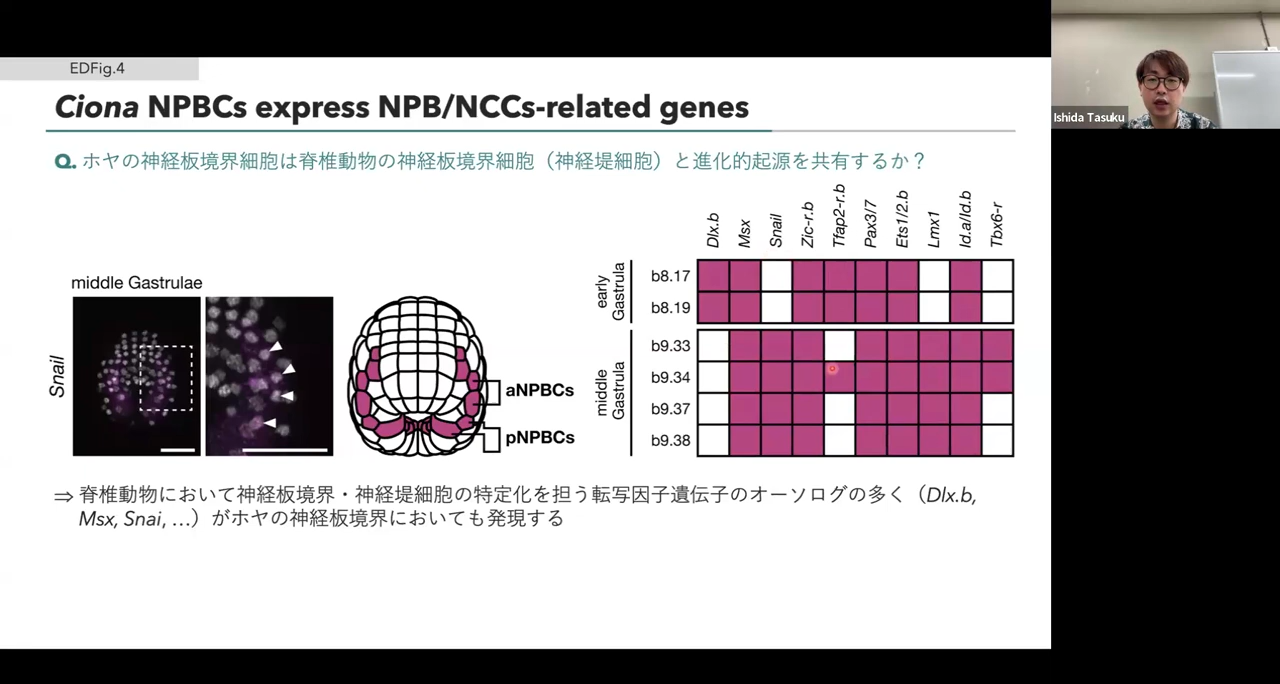 EDFig.4
Ciona NPBCs express NPB/NCCs-related genes
Q. ホヤの神経板境界細胞は脊椎動物の神経板境界細胞（神経堤細胞）と進化的起源を共有するか？
middle Gastrulae
Snail
aNPBCs
pNPBCs
Dlx.b
Msx
Snail
Zic-r.b
Tfap2-r.b
Pax3/7
Ets1/2.b
Lmx1
Id.a/Id.b
Tbx6-r
early
Gastrula
b8.17
b8.19
middle
Gastrula
b9.33
b9.34
b9.37
b9.38
⇒ 脊椎動物において神経板境界・神経堤細胞の特定化を担う転写因子遺伝子のオーソログの多く（Dlx.b,
Msx, Snai, …）がホヤの神経板境界においても発現する
Ishida Tasuku